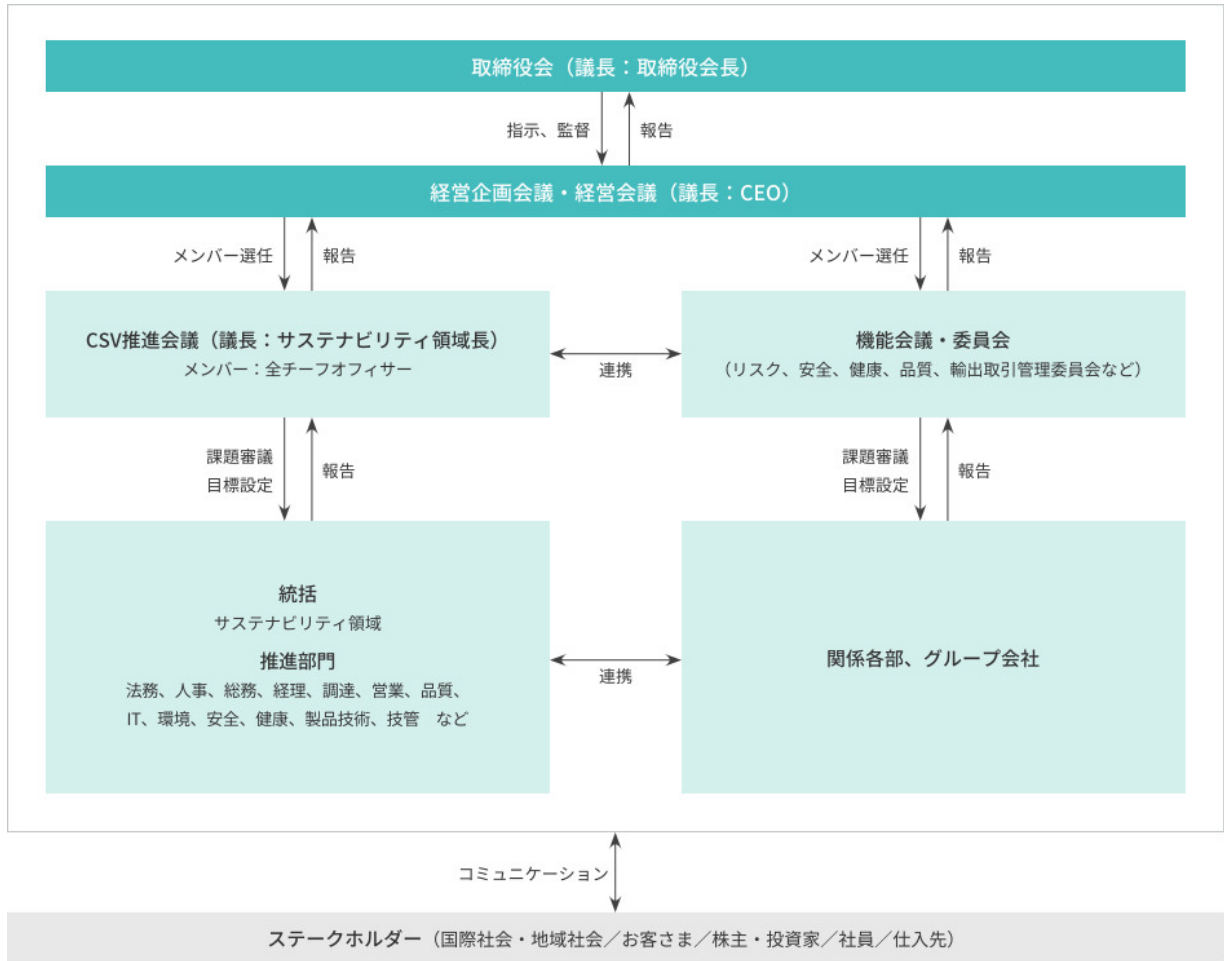 取締役会（議長：取締役会長）
指示、監督
報告
経営企画会議・経営会議（議長：CEO）
メンバー選任
報告
メンバー選任
報告
CSV推進会議（議長：サステナビリティ領域長）
メンバー：全チーフオフィサー
連携
機能会議・委員会
（リスク、安全、健康、品質、輸出取引管理委員会など）
課題審議
目標設定
報告
課題審議
目標設定
報告
統括
サステナビリティ領域
推進部門
法務、人事、総務、経理、調達、営業、品質、
IT、環境、安全、健康、製品技術、技管　など
連携
関係各部、グループ会社
コミュニケーション
ステークホルダー（国際社会・地域社会／お客さま／株主・投資家／社員／仕入先）